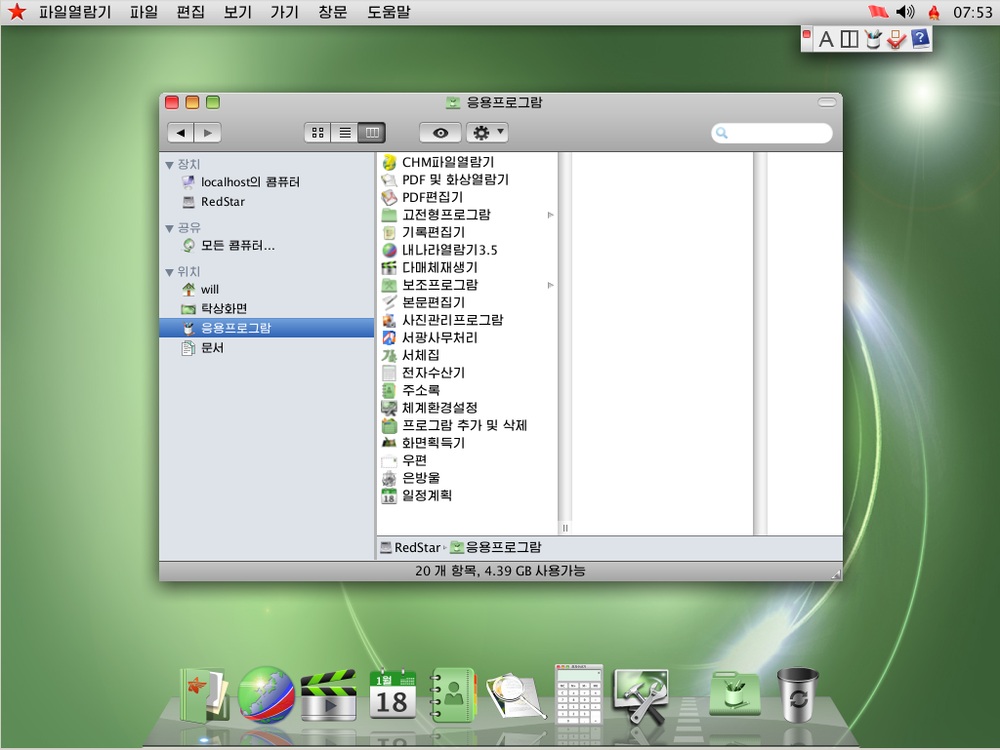 파일열람기 파일 편집 보기 가기 창문 도움말 07:53
A ?
응용프로그람
장치
localhost의 콤퓨터
RedStar
공유
모든 콤퓨터...
위치
will
탁상화면
응용프로그람
문서
CHM파일열람기
PDF 및 화상열람기
PDF편집기
고전형프로그람
기록편집기
내나라열람기3.5
다매체재생기
보조프로그람
본문편집기
사진관리프로그람
서광사무처리
서체집
전자수산기
주소록
체계환경설정
프로그람 추가 및 삭제
화면획득기
우편
은방울
일정계획
RedStar 응용프로그람
20 개 항목, 4.39 GB 사용가능
1월
18